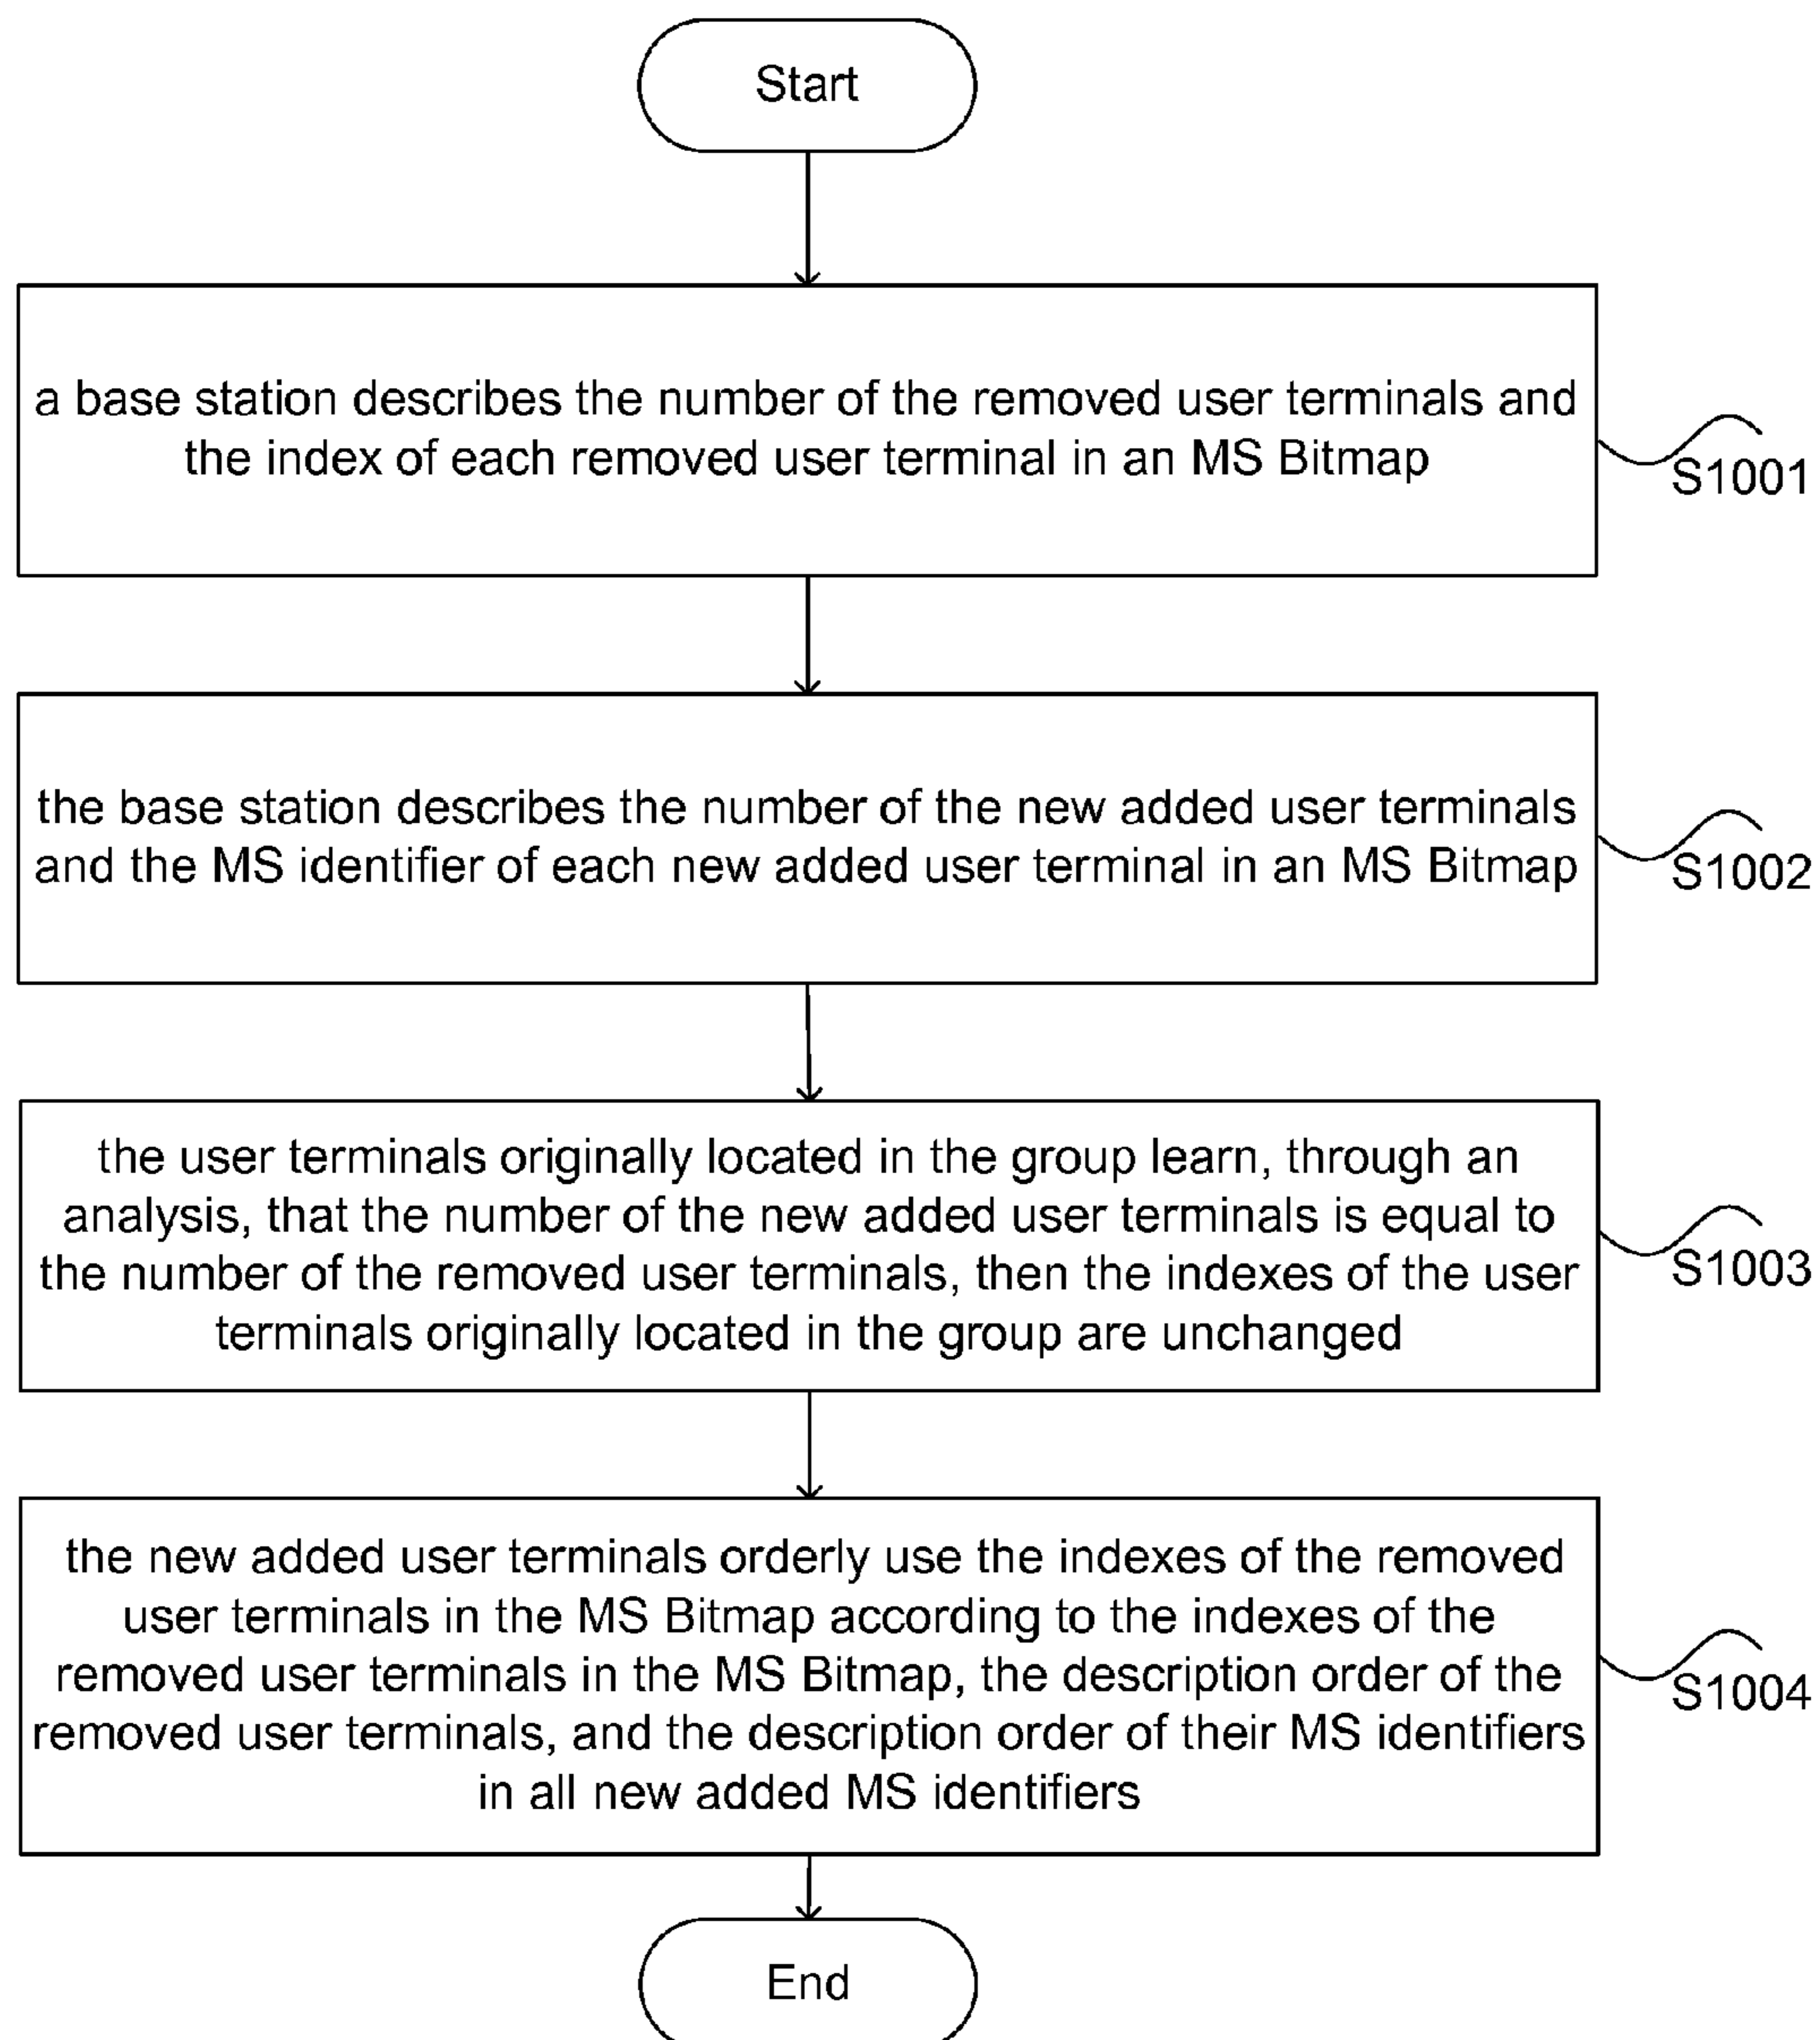 Start
a base station describes the number of the removed user terminals and
the index of each removed user terminal in an MS Bitmap
S1001
the base station describes the number of the new added user terminals
and the MS identifier of each new added user terminal in an MS Bitmap
S1002
the user terminals originally located in the group learn, through an
analysis, that the number of the new added user terminals is equal to
the number of the removed user terminals, then the indexes of the user
terminals originally located in the group are unchanged
S1003
the new added user terminals orderly use the indexes of the removed
user terminals in the MS Bitmap according to the indexes of the
removed user terminals in the MS Bitmap, the description order of the
removed user terminals, and the description order of their MS identifiers
in all new added MS identifiers
S1004
End